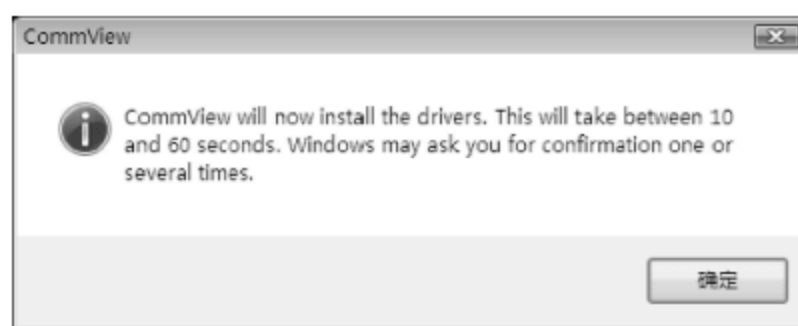 CommView
CommView will now install the drivers. This will take between 10
and 60 seconds. Windows may ask you for confirmation one or
several times.
确定